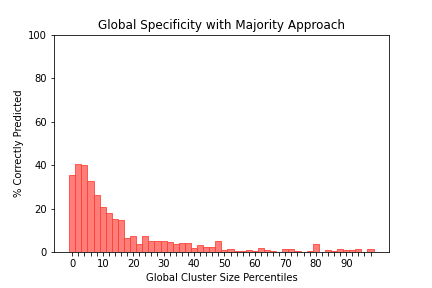 Global Specificity with Majority Approach
100
80
60
40
20
0
% Correctly Predicted
0 10 20 30 40 50 60 70 80 90
Global Cluster Size Percentiles